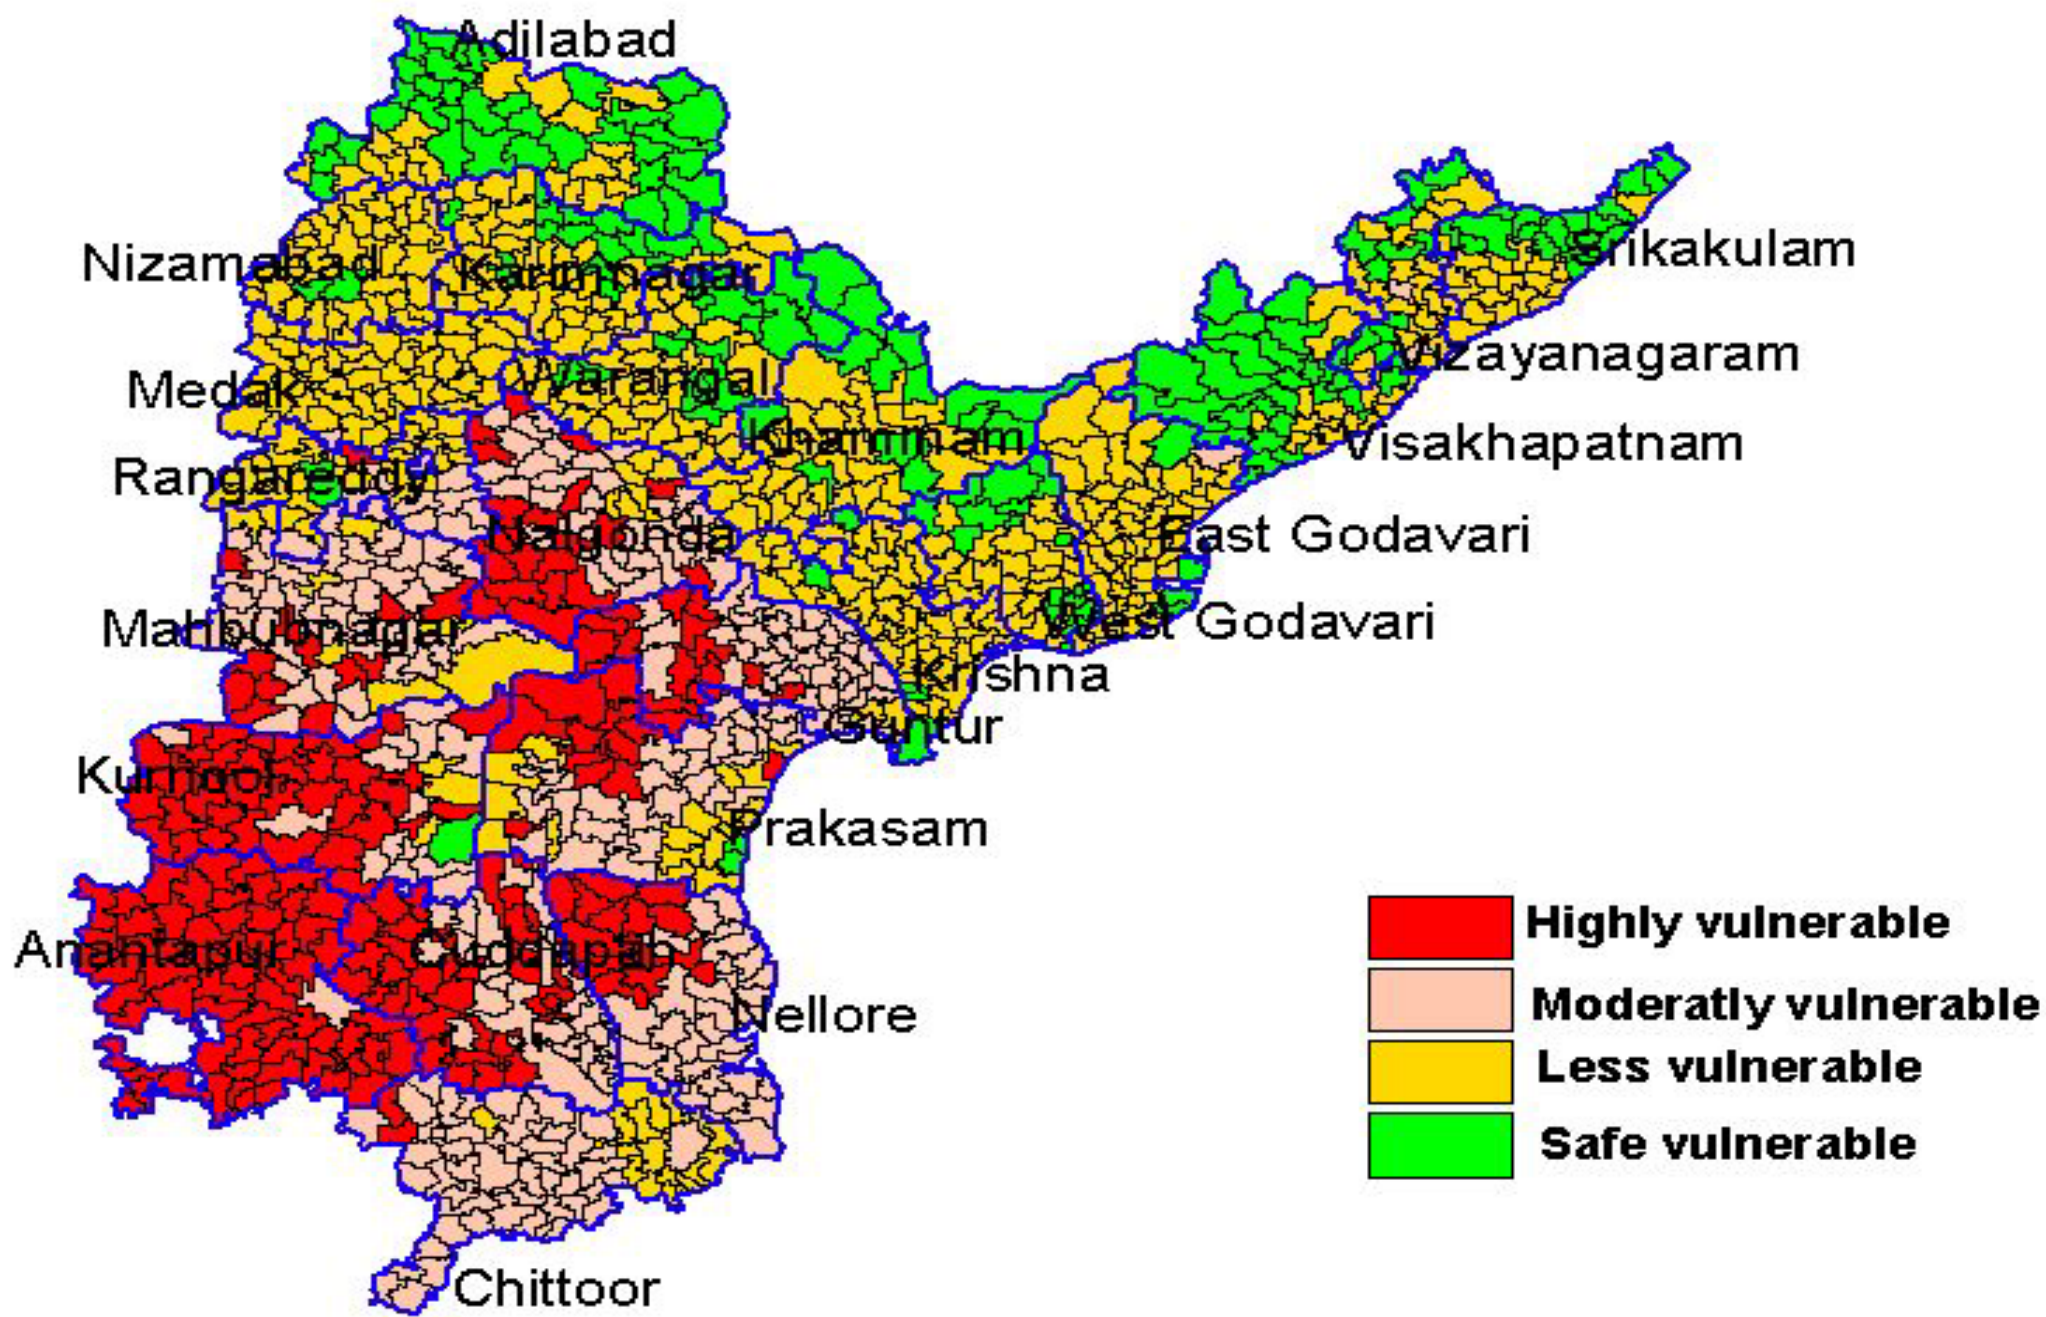 Adilabad
Nizamabad
Karimnagar
Srikakulam
Medak
Warangal
Vizayanagaram
Khammam
Visakhapatnam
Rangareddy
Nalgonda
East Godavari
Mahbubnagar
West Godavari
Krishna
Guntur
Kurnool
Prakasam
Anantapur
Cuddapah
Nellore
Chittoor
Highly vulnerable
Moderatly vulnerable
Less vulnerable
Safe vulnerable